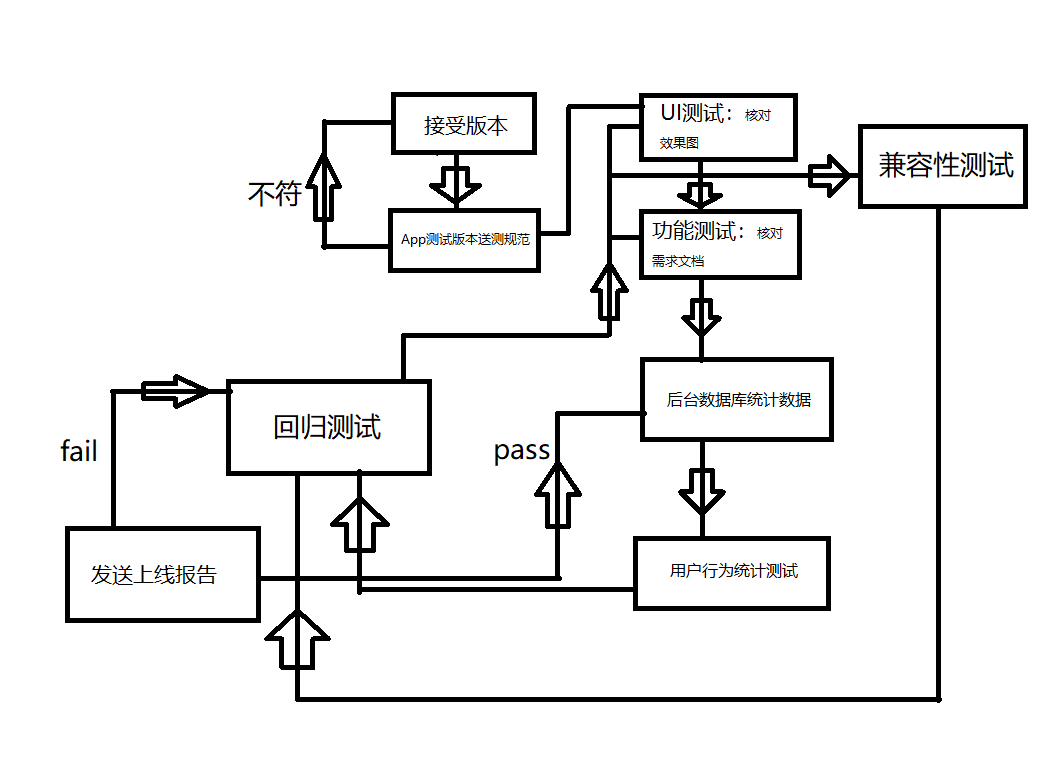 接受版本
不符
App测试版本送测规范
UI测试：核对
效果图
功能测试：核对
需求文档
兼容性测试
后台数据库统计数据
回归测试
fail
pass
发送上线报告
用户行为统计测试